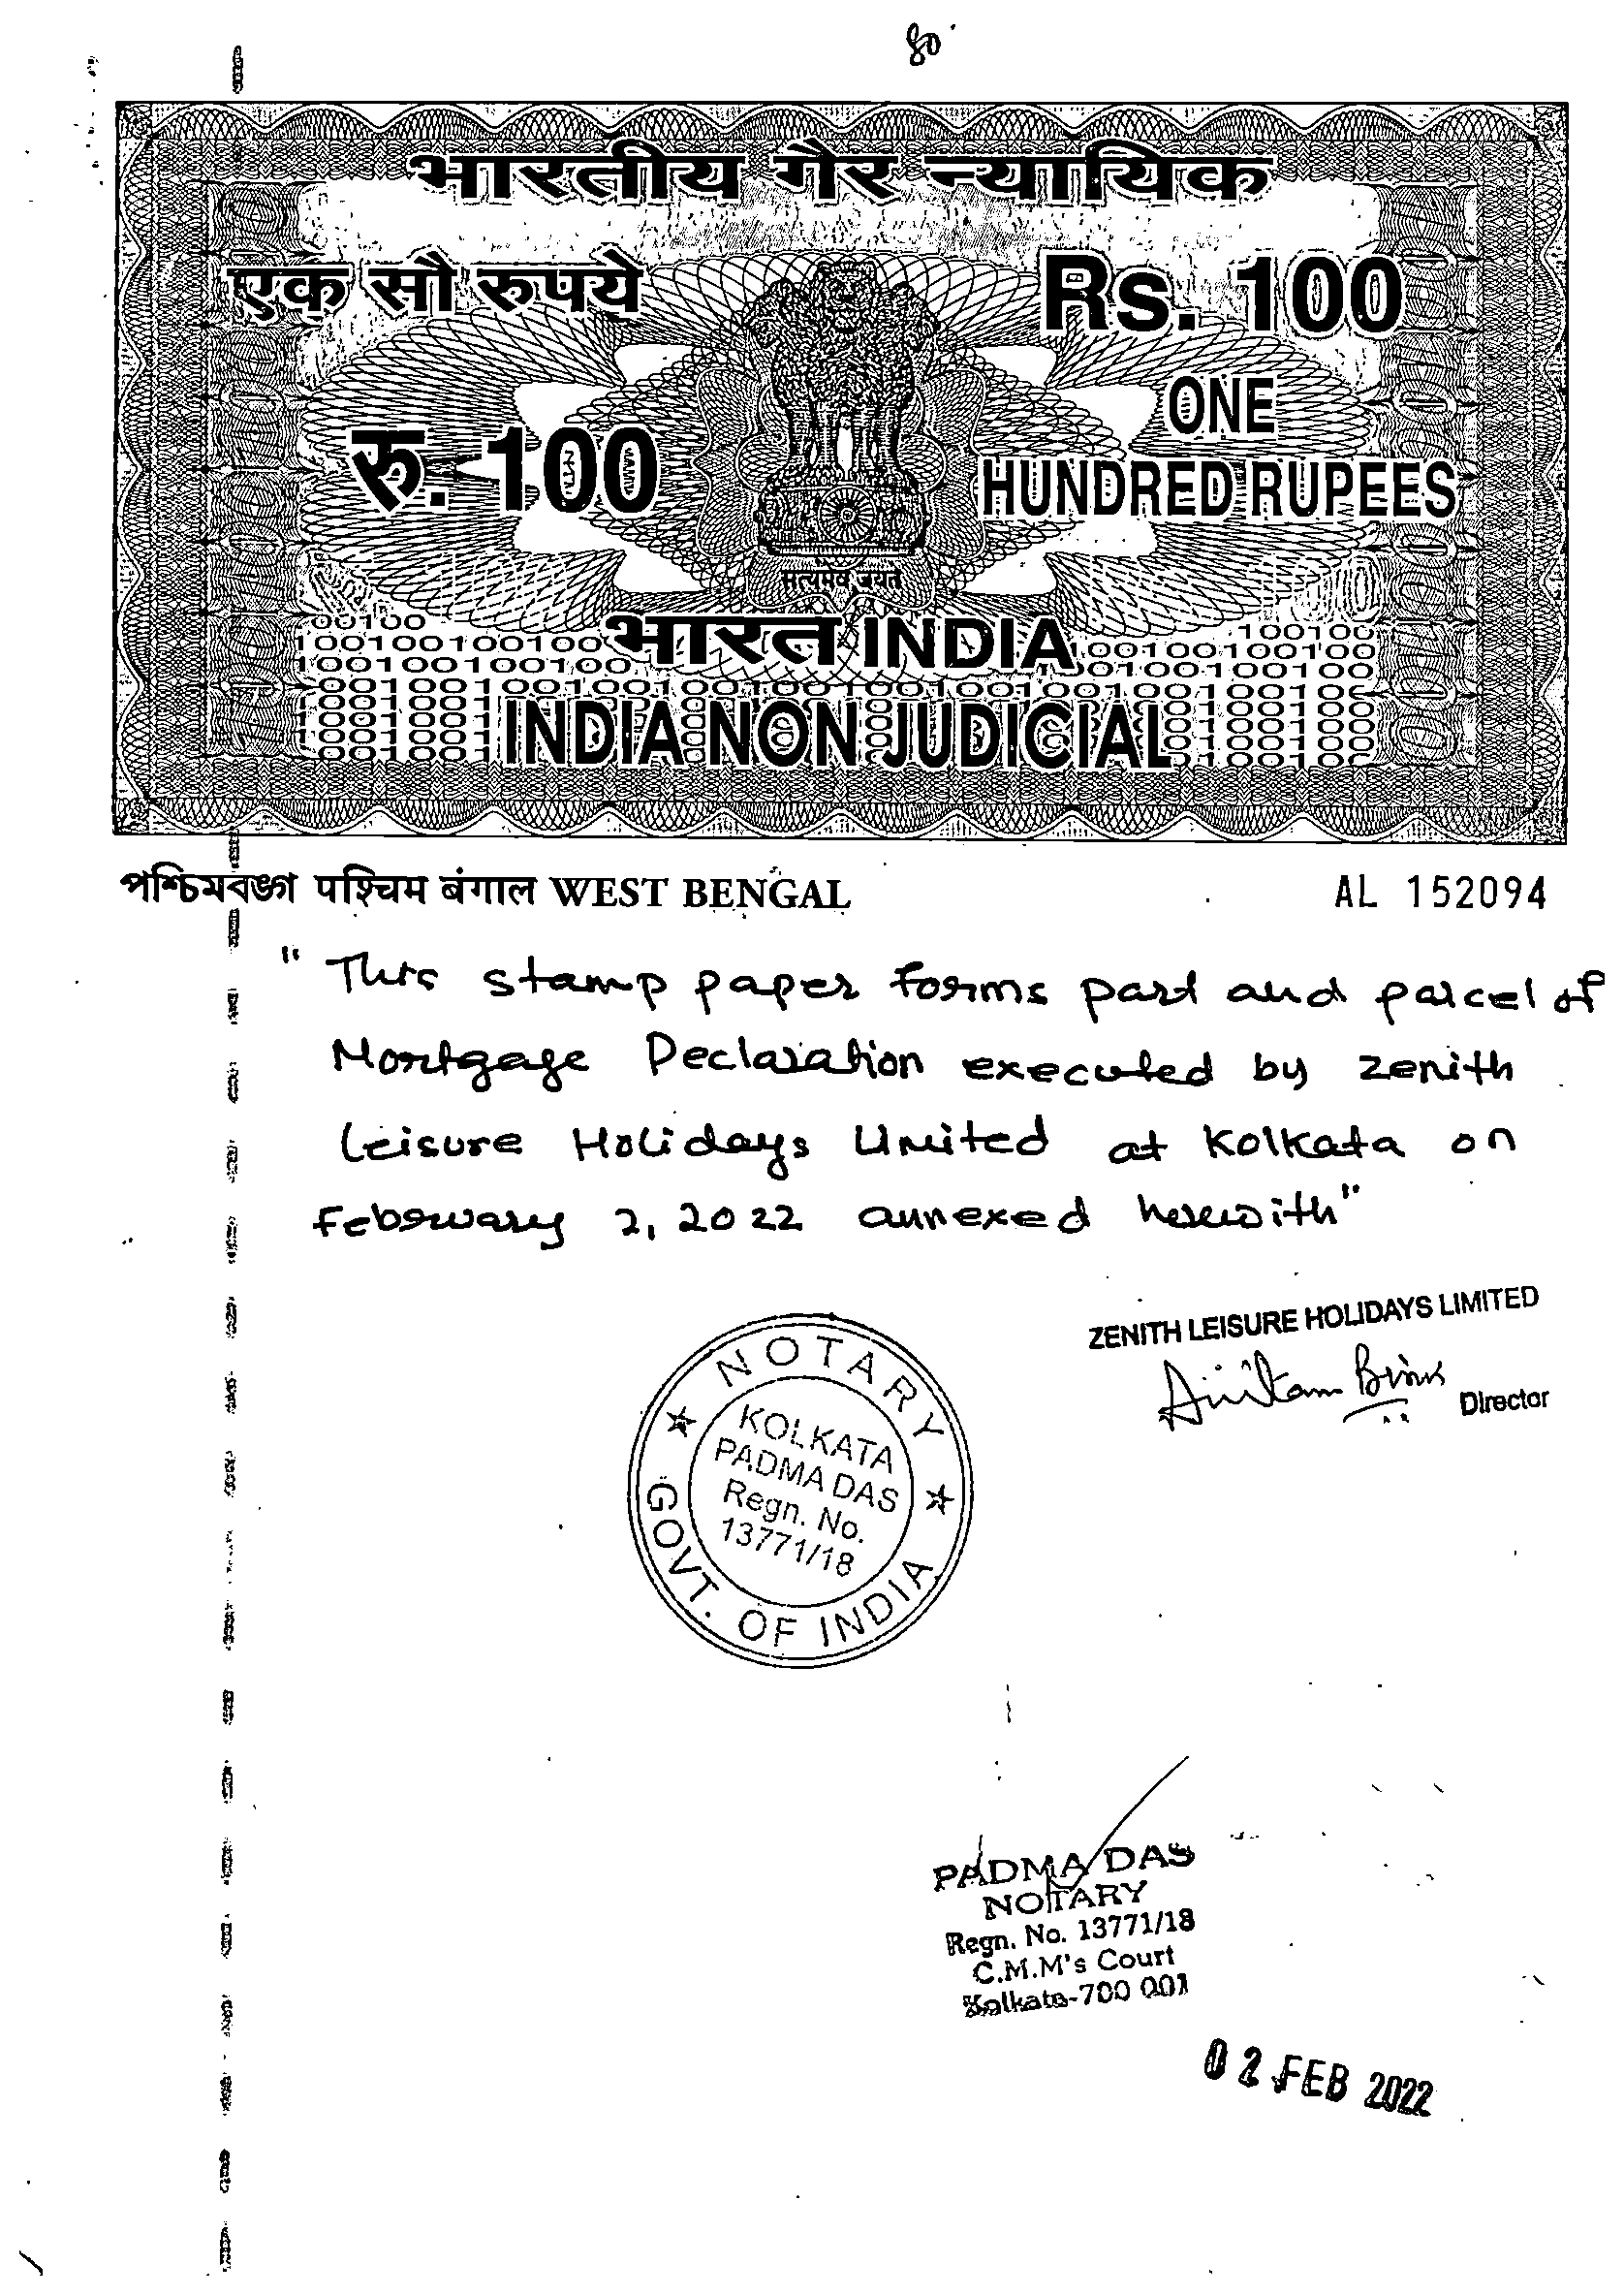 80
भारतीय गैर न्यायिक
एक सौ रुपये
Rs. 100
रु. 100
ONE
HUNDRED RUPEES
सत्यमेव जयते
भारत INDIA
INDIA NON JUDICIAL
পশ্চিমবঙ্গ पश्चिम बंगाल WEST BENGAL
AL 152094
"This stamp paper forms part and parcel of
Mortgage Declaration executed by Zenith
Leisure Holidays Limited at Kolkata on
February 2, 2022 annexed herewith"
ZENITH LEISURE HOLIDAYS LIMITED
Director
NOTARY
KOLKATA
PADMA DAS
Regn. No.
13771/18
GOVT. OF INDIA
PADMA DAS
NOTARY
Regn. No. 13771/18
C.M.M's Court
Kolkata-700 001
02 FEB 2022